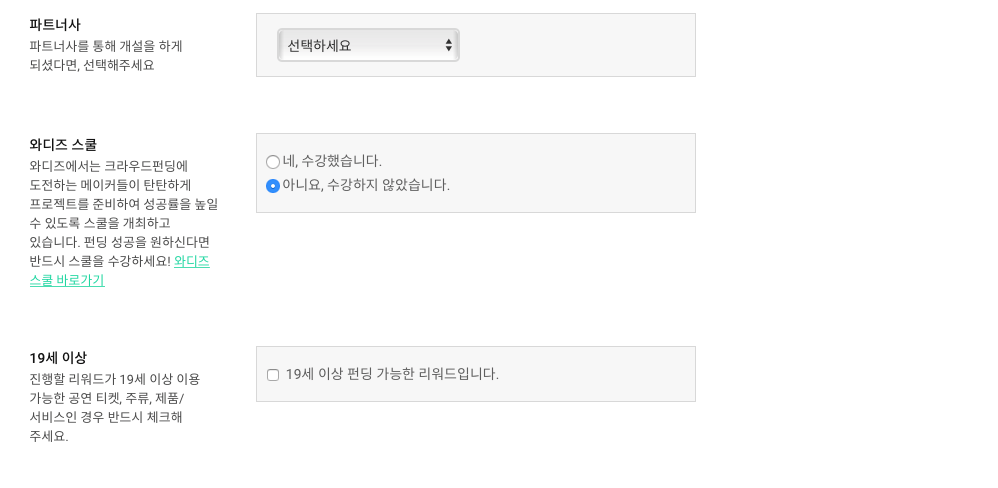 파트너사
파트너사를 통해 개설을 하게
되셨다면, 선택해주세요
선택하세요
와디즈 스쿨
와디즈에서는 크라우드펀딩에
도전하는 메이커들이 탄탄하게
프로젝트를 준비하여 성공률을 높일
수 있도록 스쿨을 개최하고
있습니다. 펀딩 성공을 원하신다면
반드시 스쿨을 수강하세요! 와디즈
스쿨 바로가기
네, 수강했습니다.
아니요, 수강하지 않았습니다.
19세 이상
진행할 리워드가 19세 이상 이용
가능한 공연 티켓, 주류, 제품/
서비스인 경우 반드시 체크해
주세요.
19세 이상 펀딩 가능한 리워드입니다.